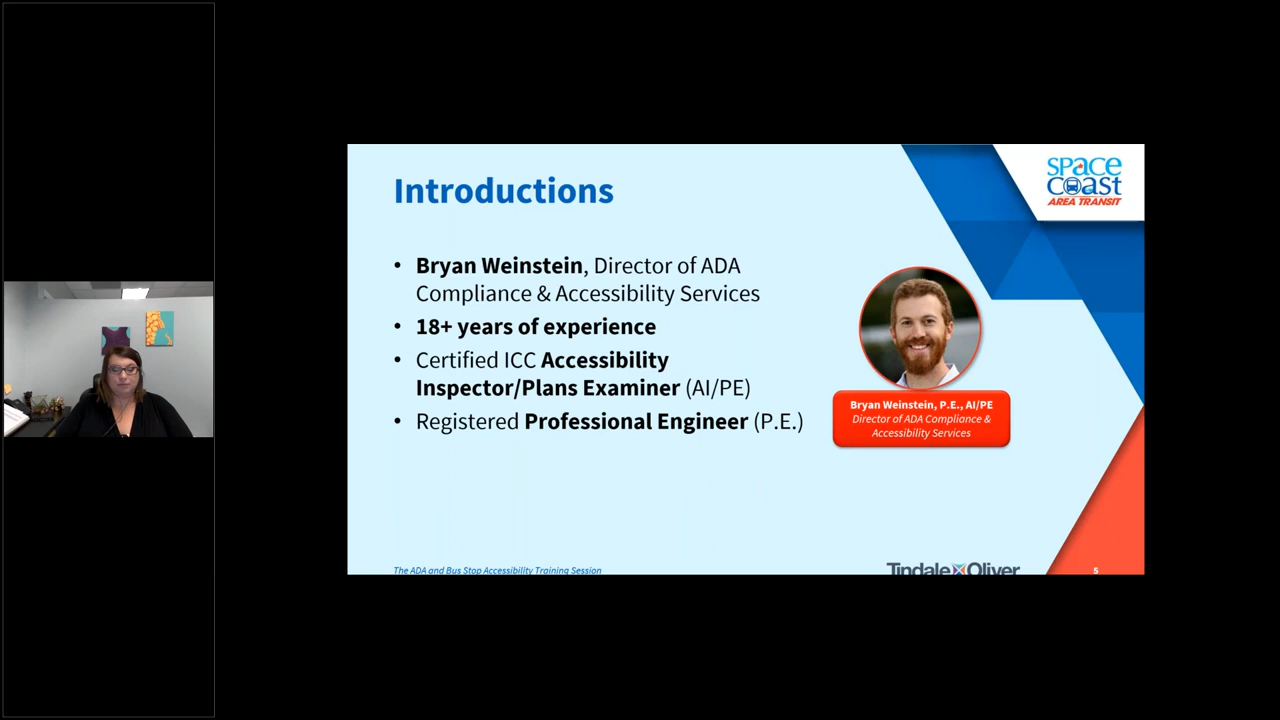 Introductions
SPACE
COAST
AREA TRANSIT
• Bryan Weinstein, Director of ADA
Compliance & Accessibility Services
• 18+ years of experience
• Certified ICC Accessibility
Inspector/Plans Examiner (AI/PE)
• Registered Professional Engineer (P.E.)
Bryan Weinstein, P.E., AI/PE
Director of ADA Compliance &
Accessibility Services
The ADA and Bus Stop Accessibility Training Session
Tindale Oliver
5